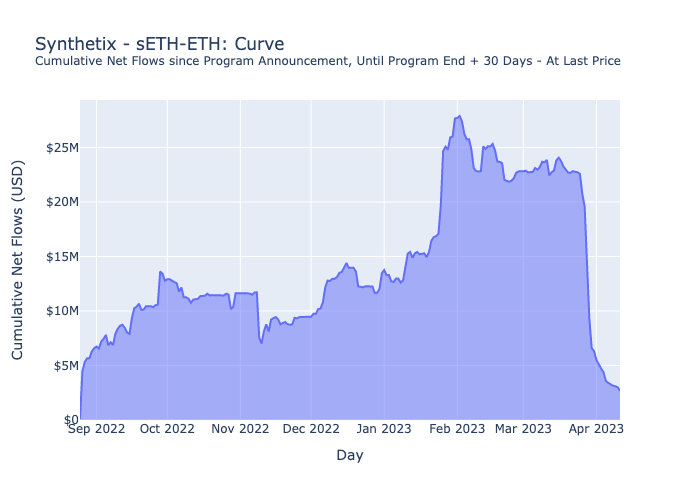 Synthetix - sETH-ETH: Curve
Cumulative Net Flows since Program Announcement, Until Program End + 30 Days - At Last Price
Cumulative Net Flows (USD)
$25M
$20M
$15M
$10M
$5M
$0
Sep 2022 Oct 2022 Nov 2022 Dec 2022 Jan 2023 Feb 2023 Mar 2023 Apr 2023
Day